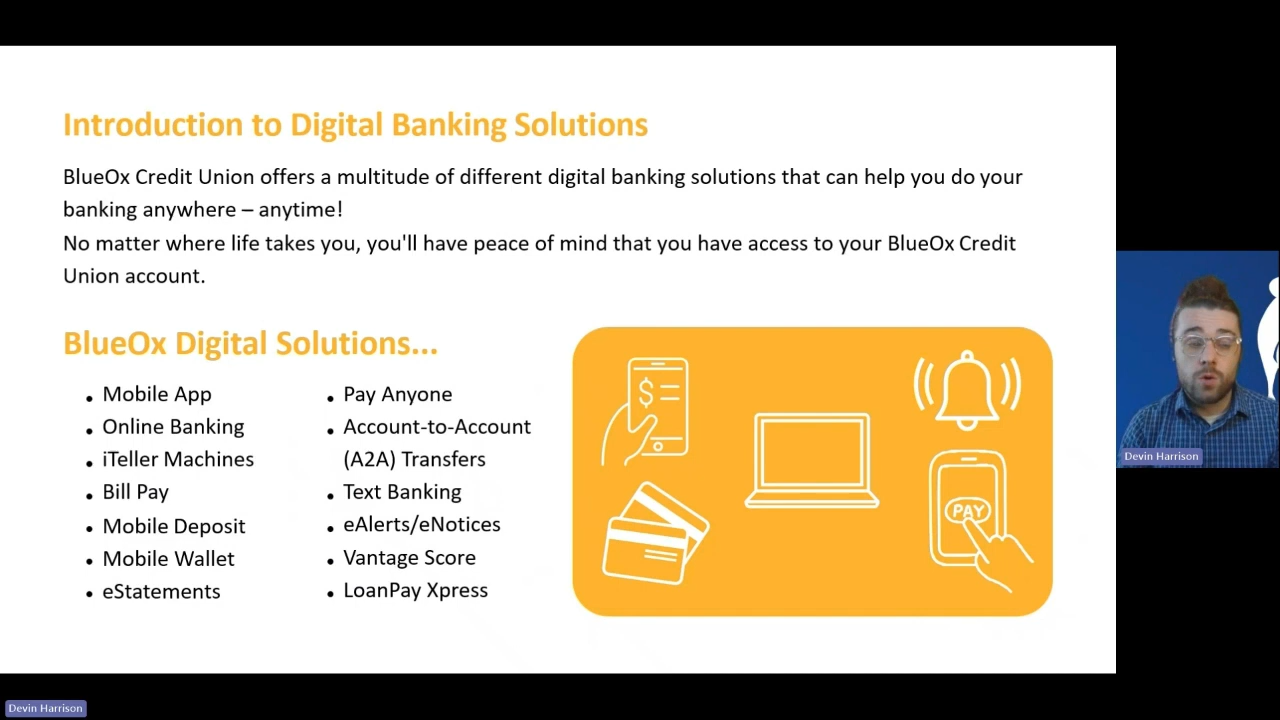 Introduction to Digital Banking Solutions
BlueOx Credit Union offers a multitude of different digital banking solutions that can help you do your
banking anywhere – anytime!
No matter where life takes you, you'll have peace of mind that you have access to your BlueOx Credit
Union account.
BlueOx Digital Solutions...
• Mobile App
• Online Banking
• iTeller Machines
• Bill Pay
• Mobile Deposit
• Mobile Wallet
• eStatements
• Pay Anyone
• Account-to-Account
(A2A) Transfers
• Text Banking
• eAlerts/eNotices
• Vantage Score
• LoanPay Xpress
$
PAY
Devin Harrison
Devin Harrison